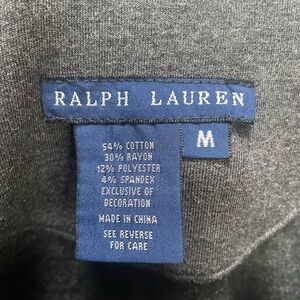 RALPH LAUREN
M
54% COTTON
30% RAYON
12% POLYESTER
4% SPANDEX
EXCLUSIVE OF
DECORATION
MADE IN CHINA
SEE REVERSE
FOR CARE